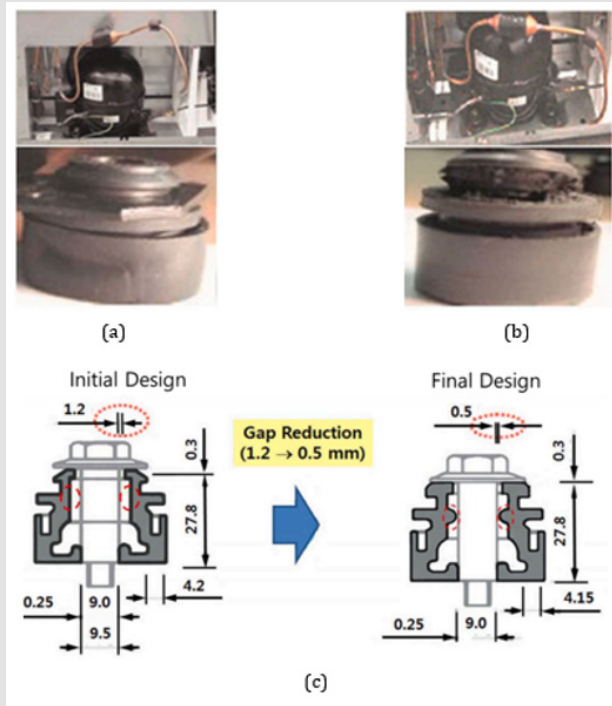 (a)
(b)
Initial Design
Final Design
1.2
0.5
Gap Reduction
(1.2 → 0.5 mm)
0.3
27.8
4.2
0.25
9.0
9.5
0.3
27.8
4.15
0.25
9.0
(c)